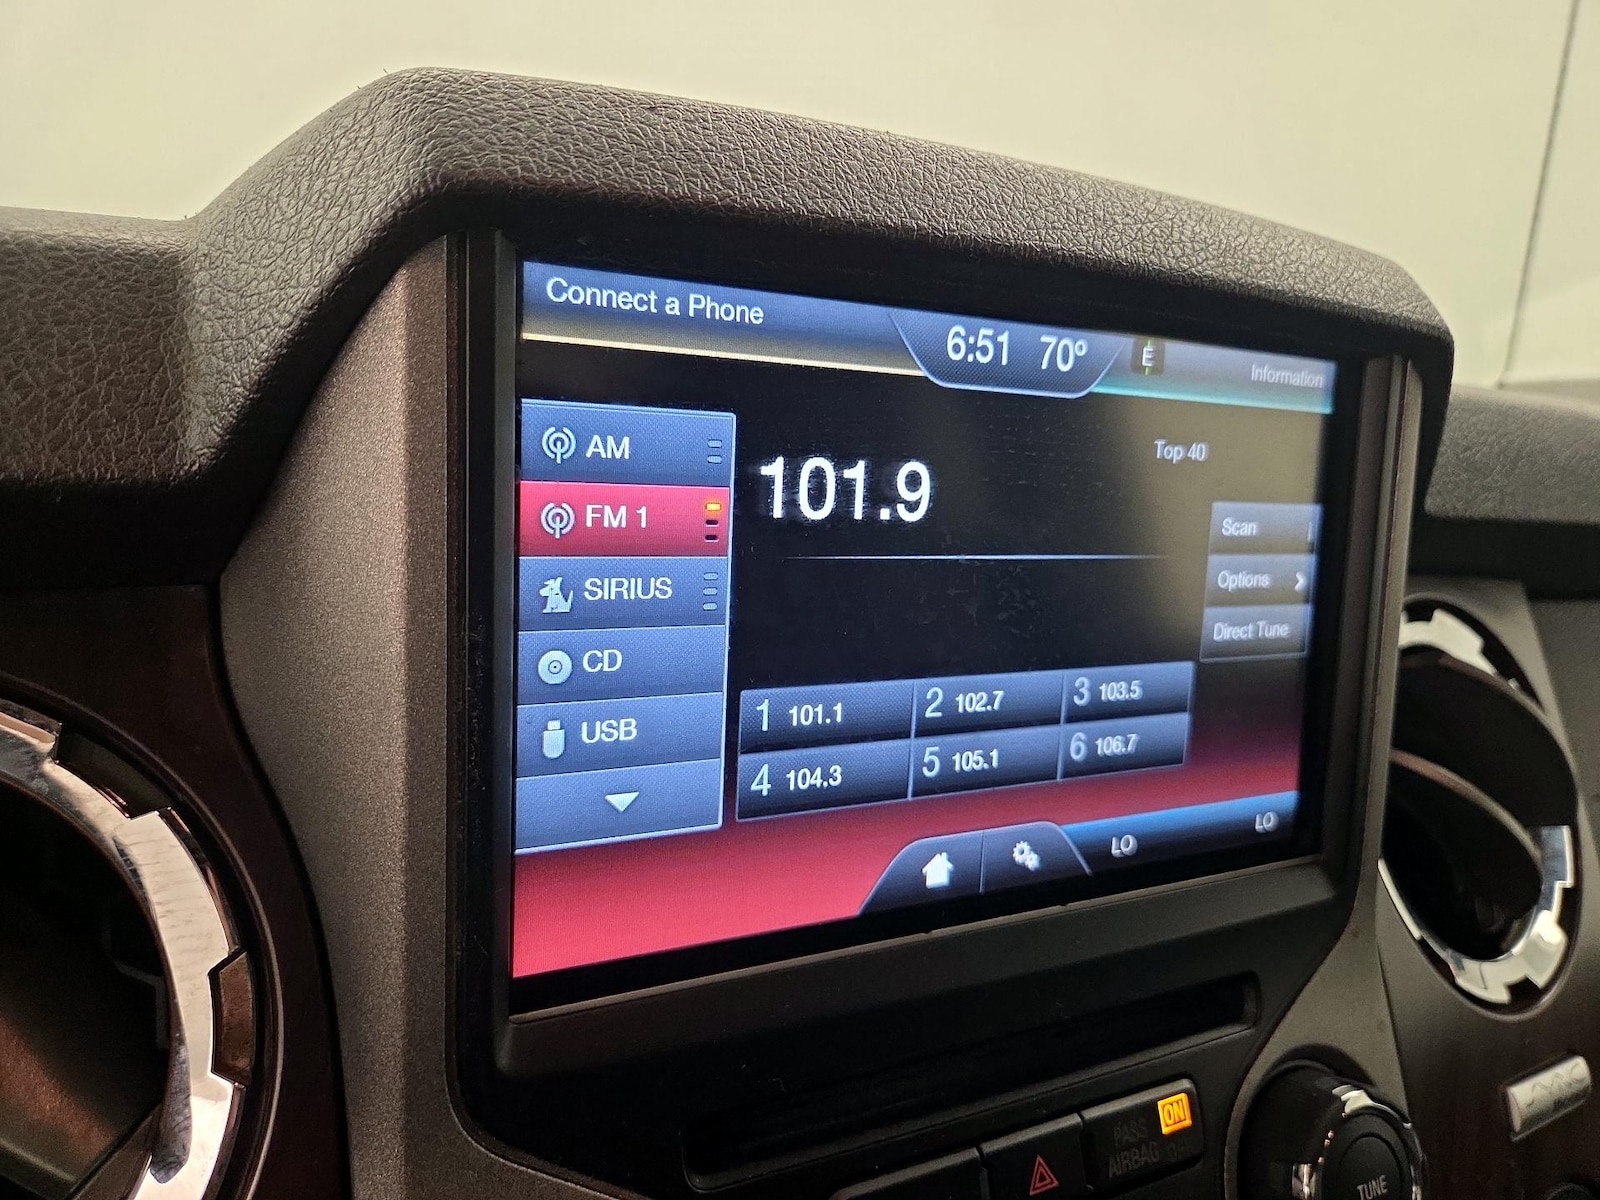 Connect a Phone
6:51 70°
E
Information
AM
FM 1
SIRIUS
CD
USB
101.9
Top 40
Scan
Options
Direct Tune
1 101.1
2 102.7
3 103.5
4 104.3
5 105.1
6 106.7
LO
LO
ON
PASS
AIRBAG
TUNE